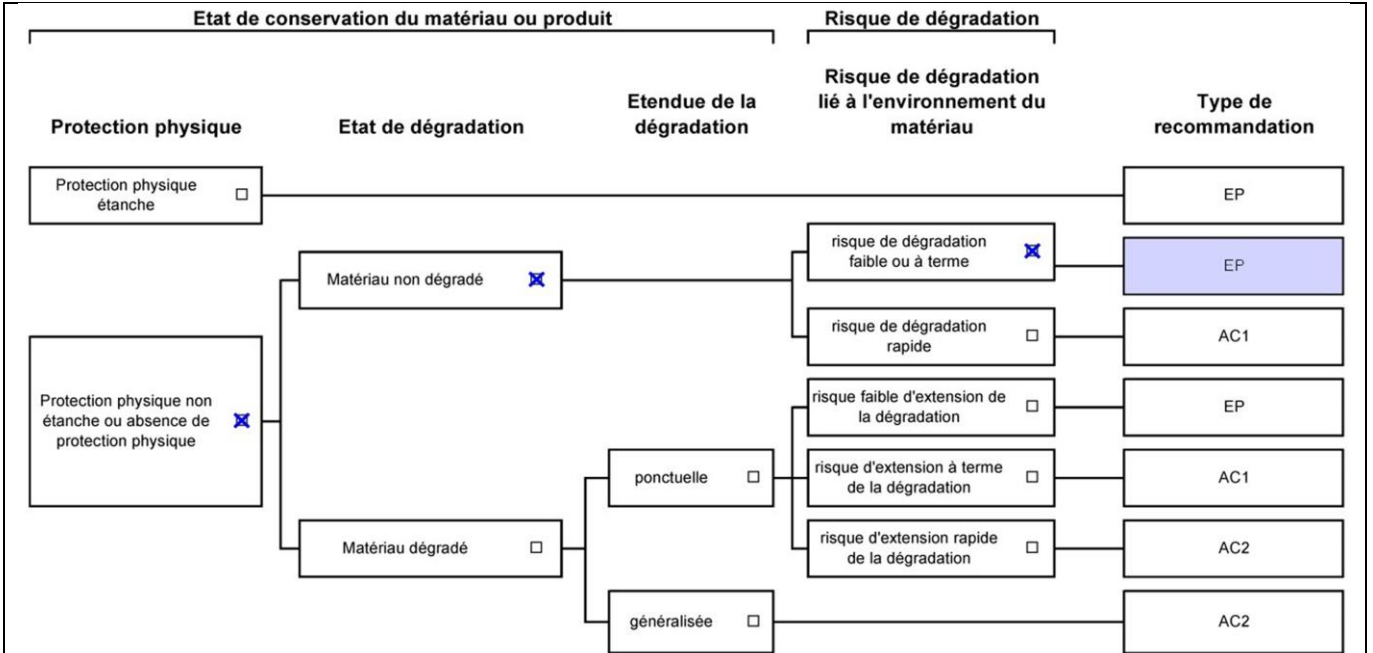 Etat de conservation du matériau ou produit
Risque de dégradation
Protection physique
Etat de dégradation
Etendue de la
dégradation
Risque de dégradation
lié à l'environnement du
matériau
Type de
recommandation
Protection physique
étanche
EP
Matériau non dégradé
risque de dégradation
faible ou à terme
EP
risque de dégradation
rapide
AC1
Protection physique non
étanche ou absence de
protection physique
risque faible d'extension de
la dégradation
EP
ponctuelle
risque d'extension à terme
de la dégradation
AC1
Matériau dégradé
risque d'extension rapide
de la dégradation
AC2
généralisée
AC2